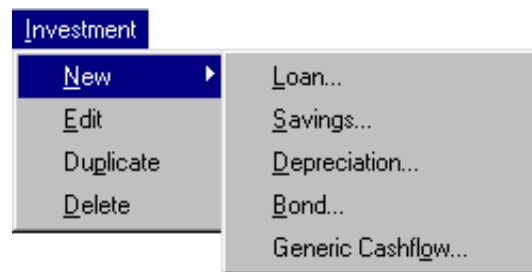 Investment
New
Edit
Duplicate
Delete
Loan...
Savings...
Depreciation...
Bond...
Generic Cashflow...